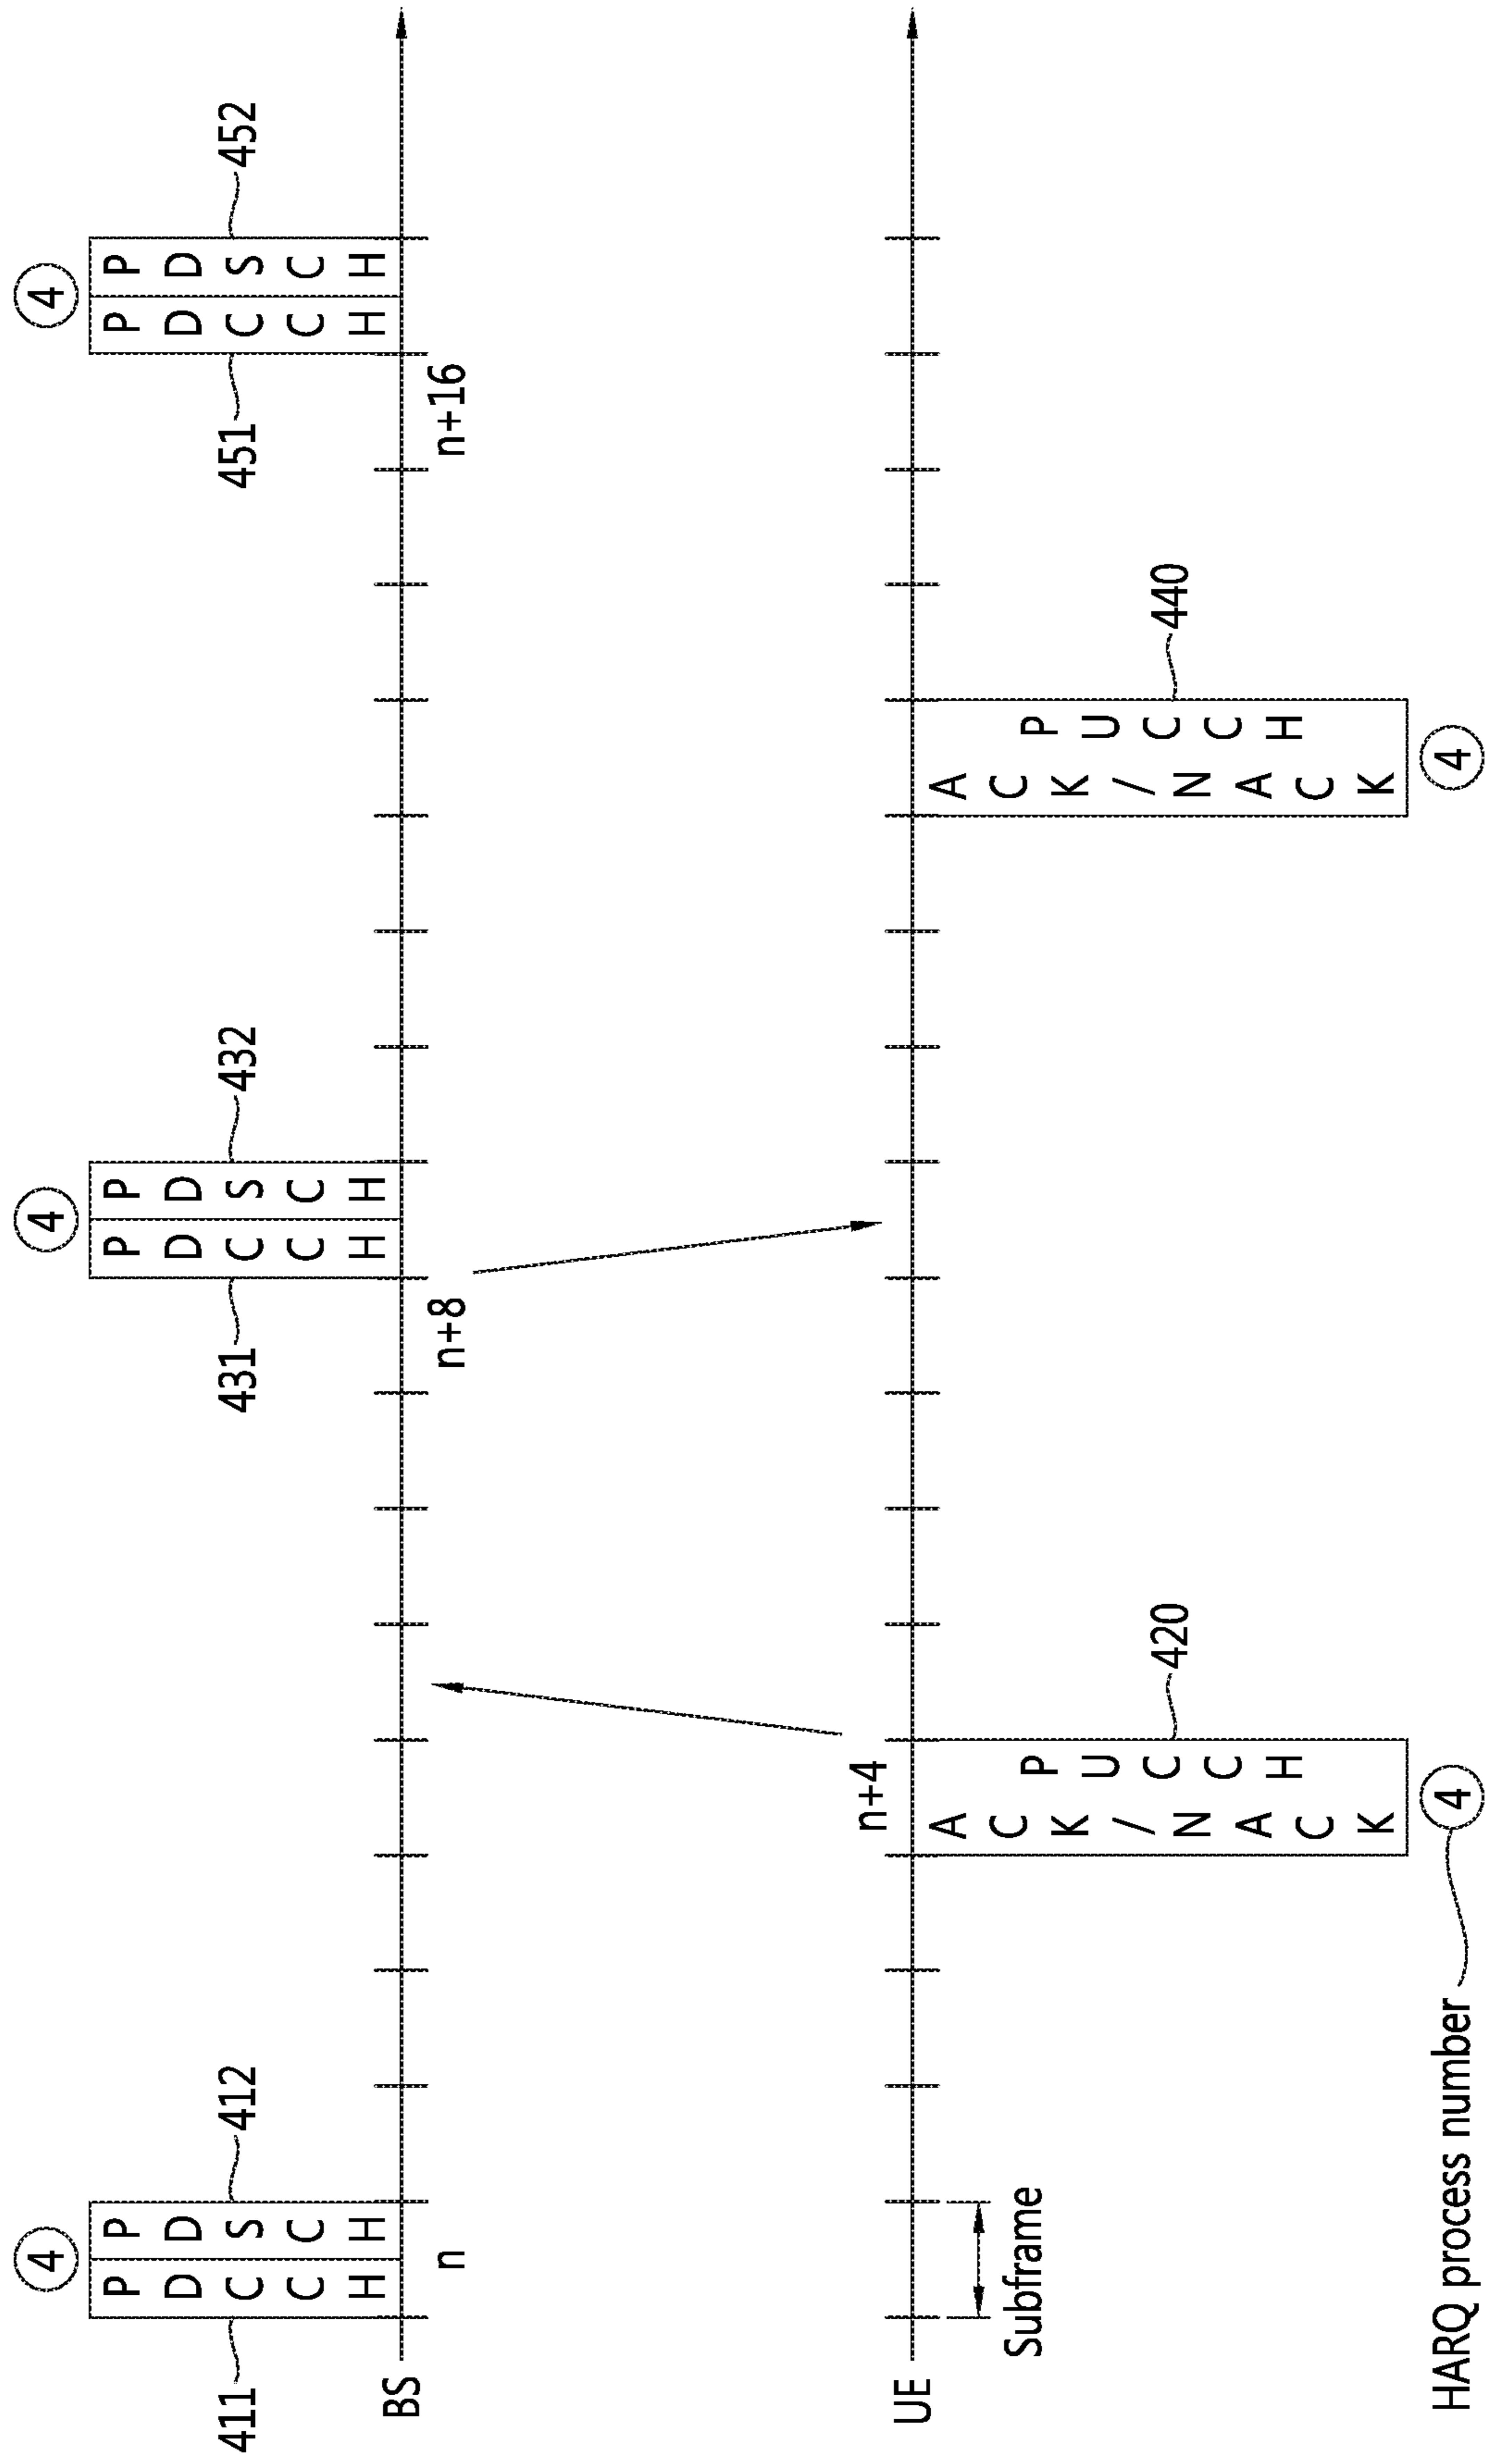 4
4
4
411
PDCCH
PDSCH
412
431
PDCCH
PDSCH
432
451
PDCCH
PDSCH
452
BS
n
n+8
n+16
n+4
UE
Subframe
ACK/NACK
PUCCH
420
ACK/NACK
PUCCH
440
HARQ process number
4
4